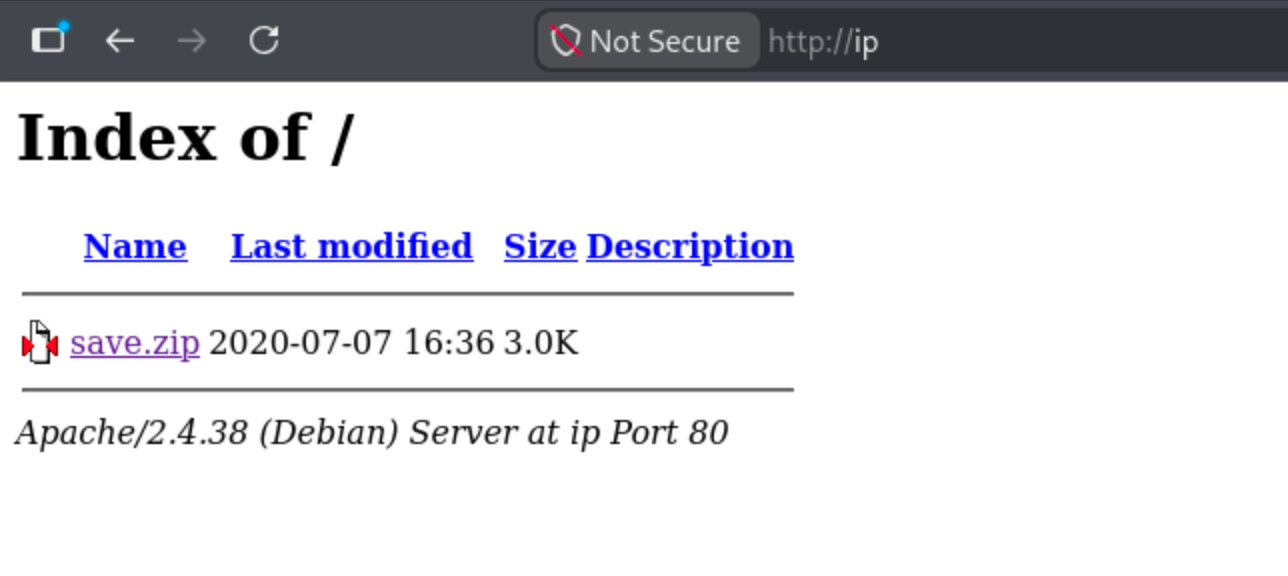 Not Secure http://ip
Index of /
Name Last modified Size Description
save.zip 2020-07-07 16:36 3.0K
Apache/2.4.38 (Debian) Server at ip Port 80